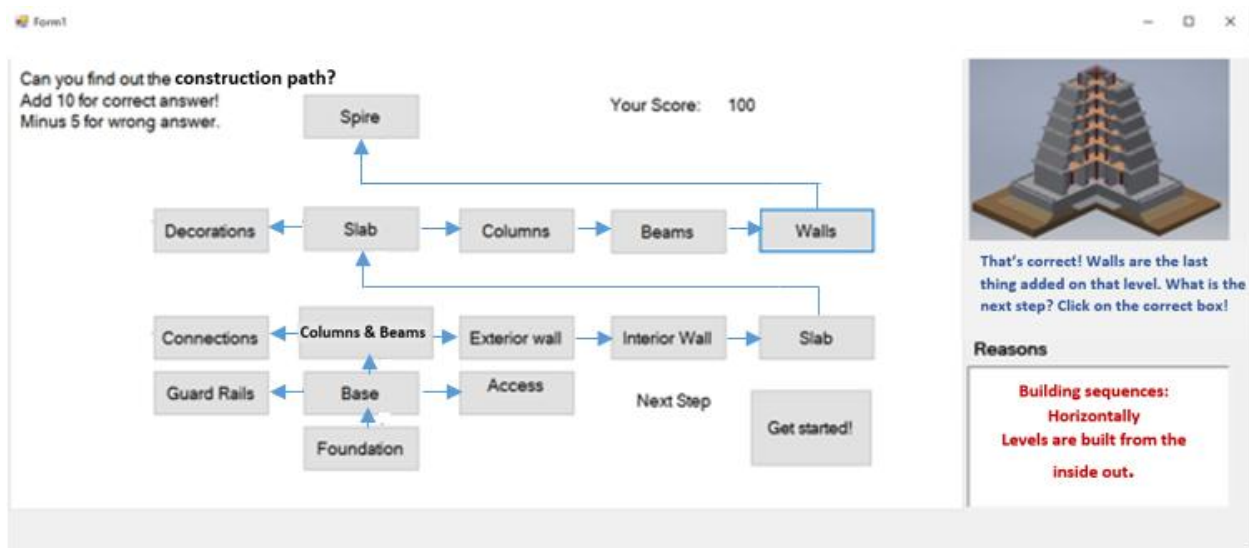 Form1
Can you find out the construction path?
Add 10 for correct answer!
Minus 5 for wrong answer.
Spire
Your Score: 100
Decorations
Slab
Columns
Beams
Walls
That's correct! Walls are the last
thing added on that level. What is the
next step? Click on the correct box!
Connections
Columns & Beams
Exterior wall
Interior Wall
Slab
Reasons
Guard Rails
Base
Access
Next Step
Get started!
Foundation
Building sequences:
Horizontally
Levels are built from the
inside out.